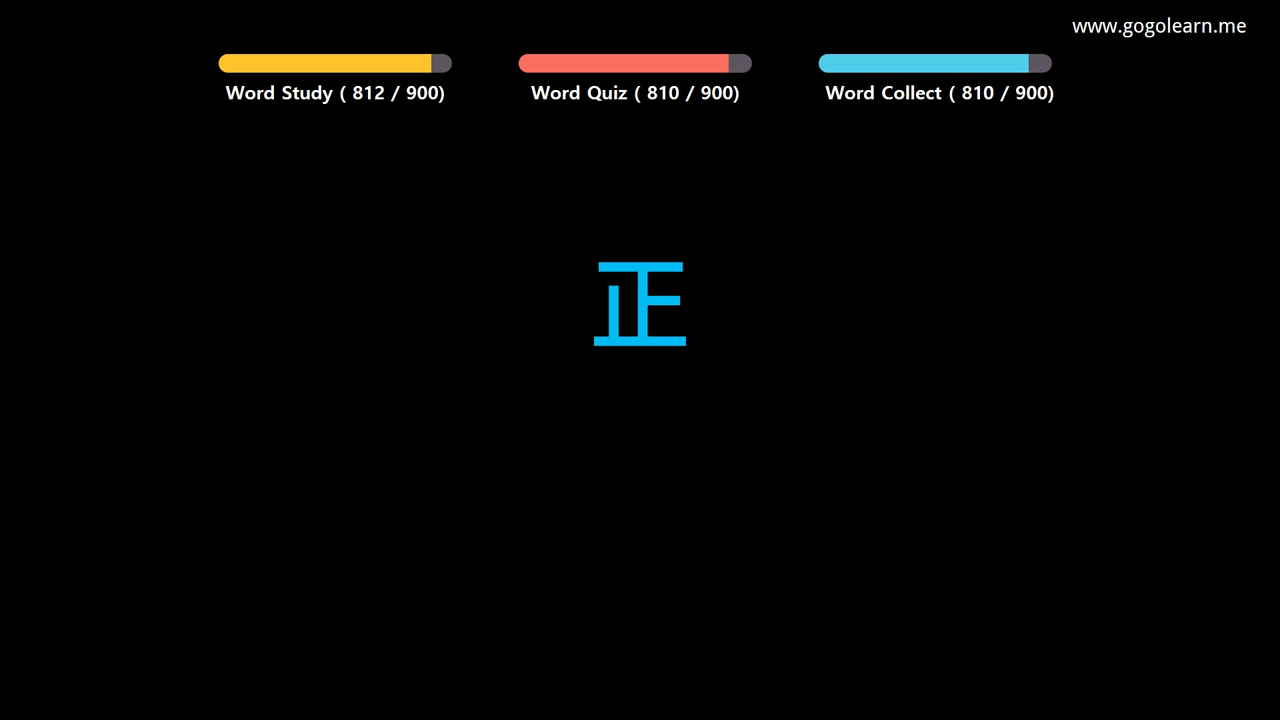 www.gogolearn.me
Word Study ( 812 / 900)
Word Quiz ( 810 / 900)
Word Collect ( 810 / 900)
正